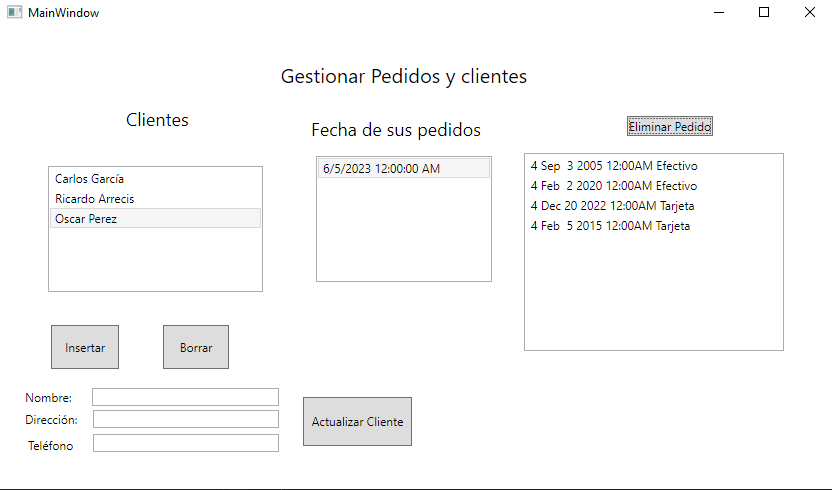 MainWindow
Gestionar Pedidos y clientes
Clientes
Fecha de sus pedidos
Eliminar Pedido
Carlos García
Ricardo Arrecis
Oscar Perez
6/5/2023 12:00:00 AM
4 Sep  3 2005 12:00AM Efectivo
4 Feb  2 2020 12:00AM Efectivo
4 Dec 20 2022 12:00AM Tarjeta
4 Feb  5 2015 12:00AM Tarjeta
Insertar
Borrar
Nombre:
Dirección:
Teléfono
Actualizar Cliente